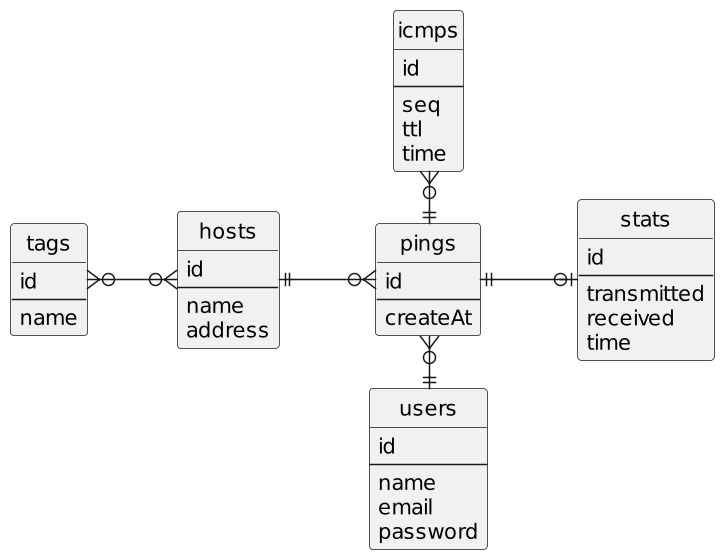 icmps
id
seq
ttl
time
tags
id
name
hosts
id
name
address
pings
id
createAt
stats
id
transmitted
received
time
users
id
name
email
password